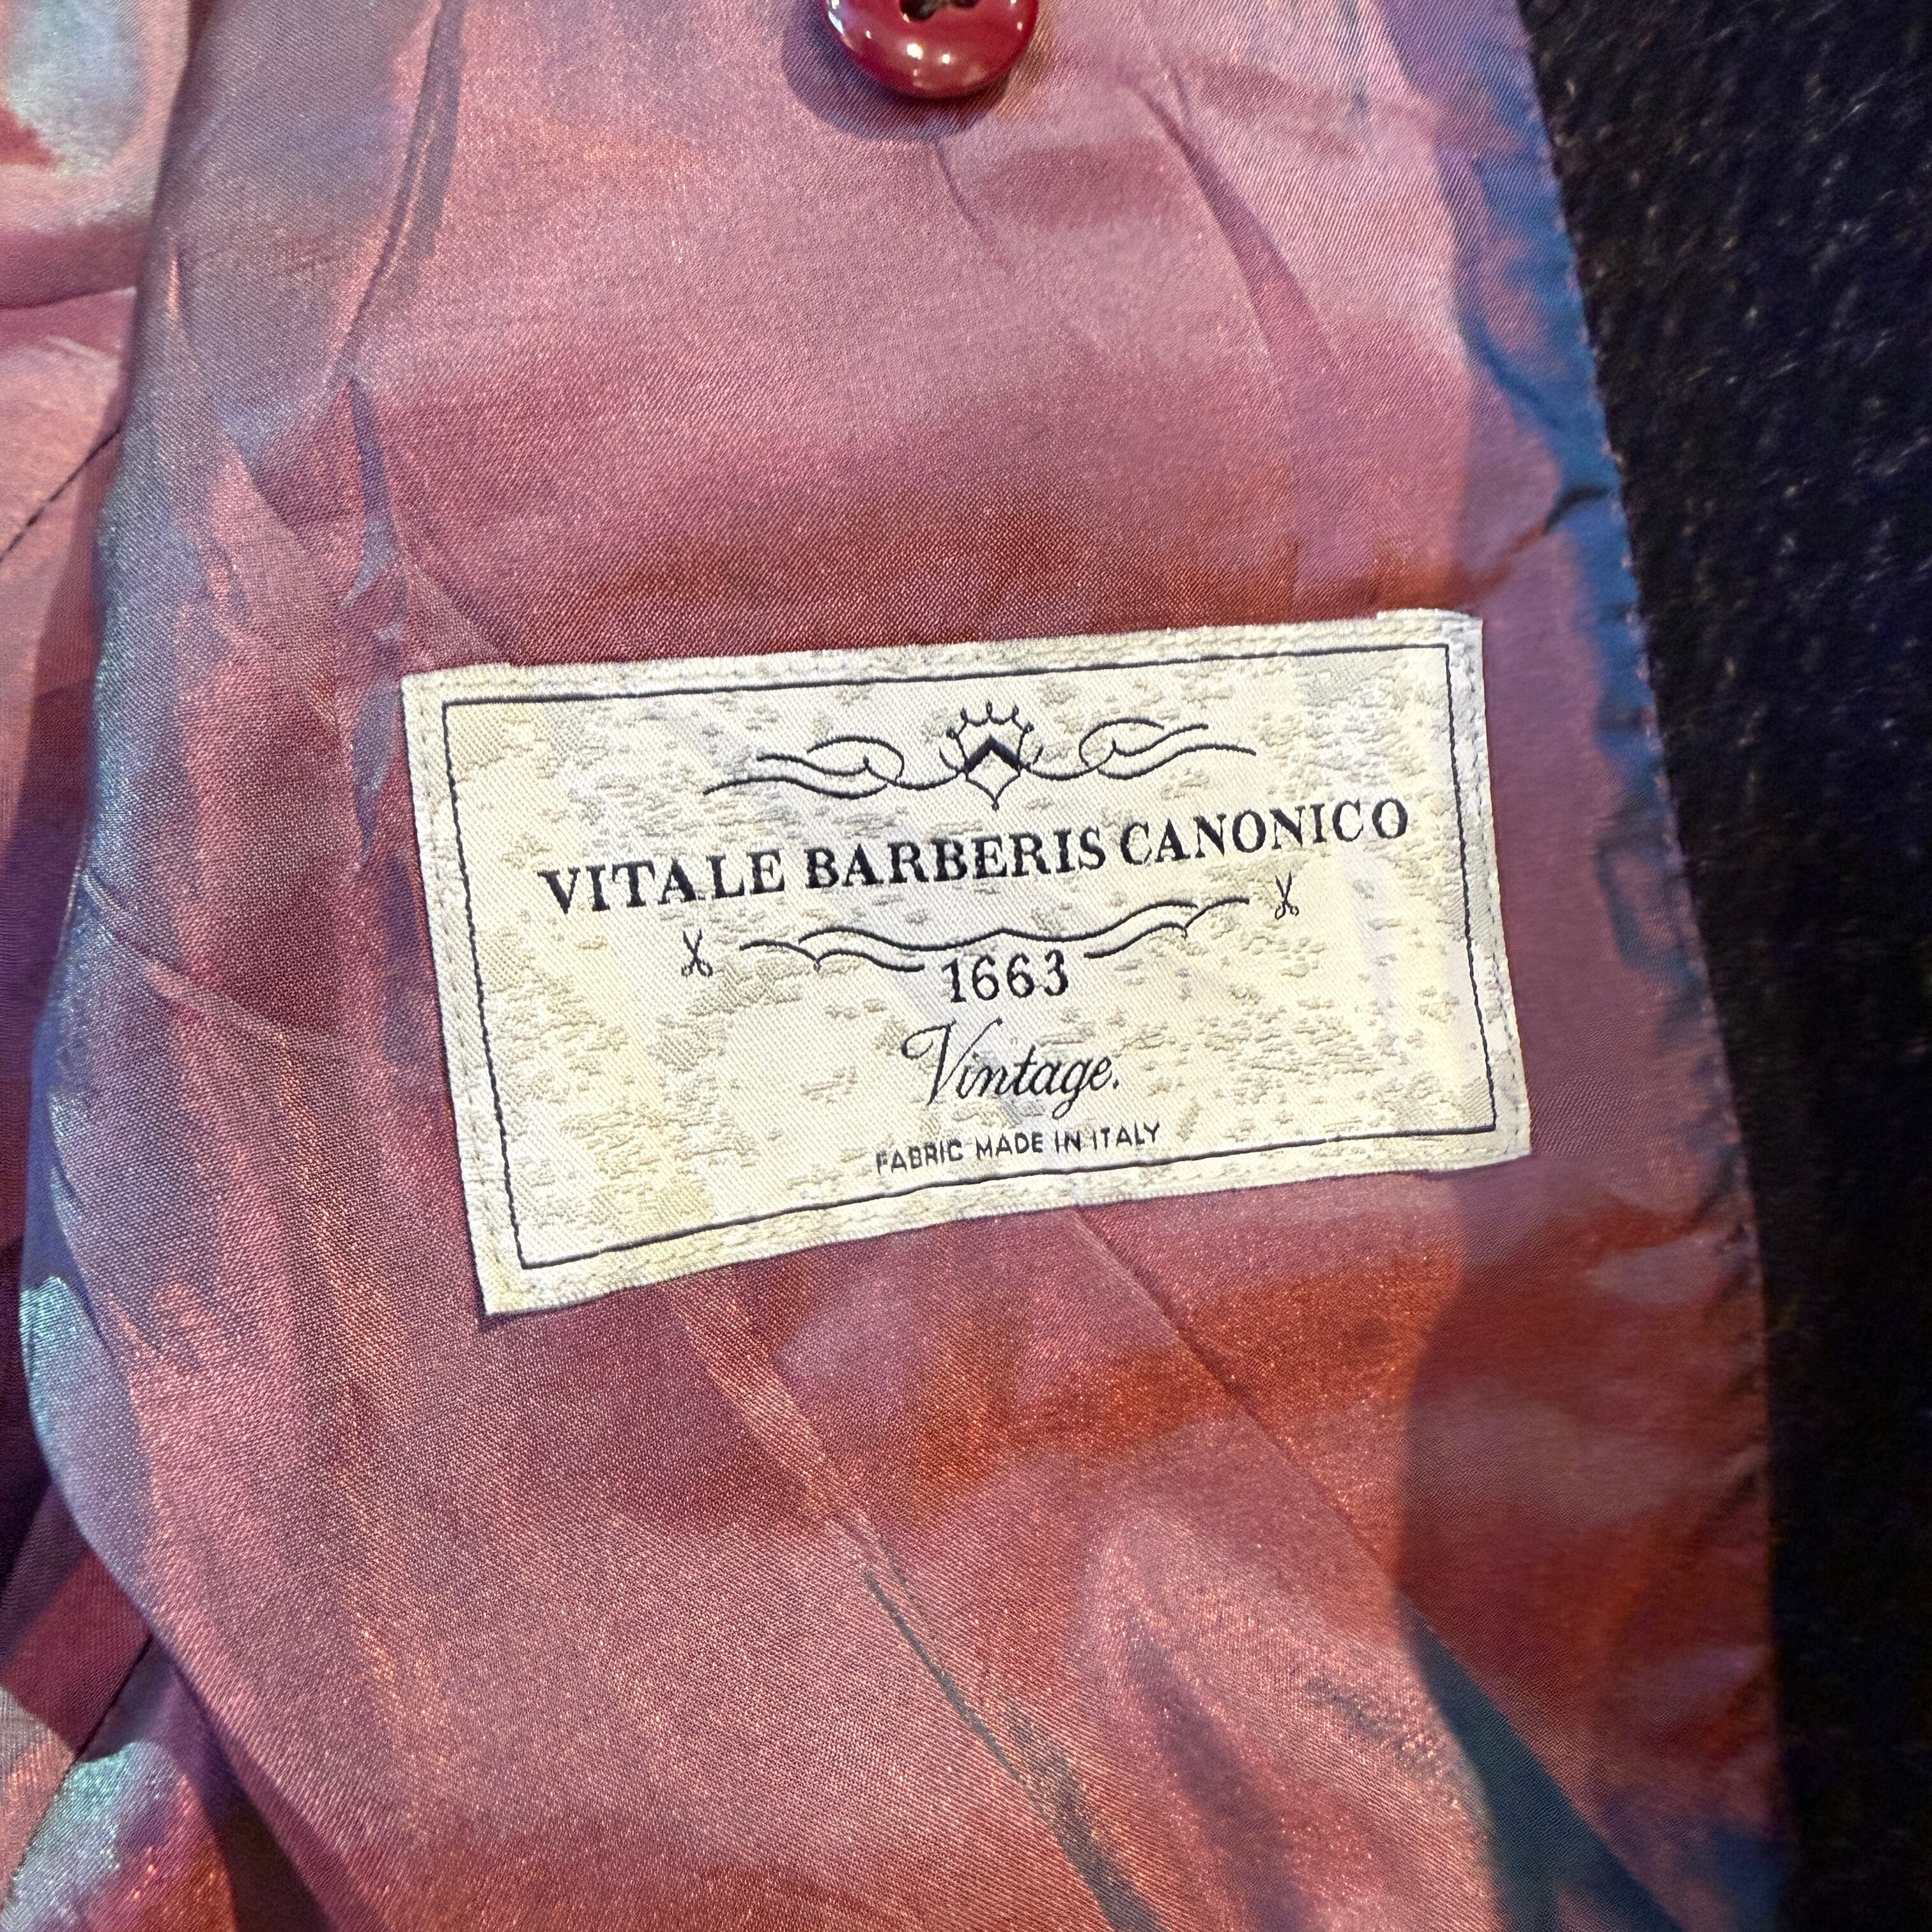 VITALE BARBERIS CANONICO
1663
Vintage.
FABRIC MADE IN ITALY